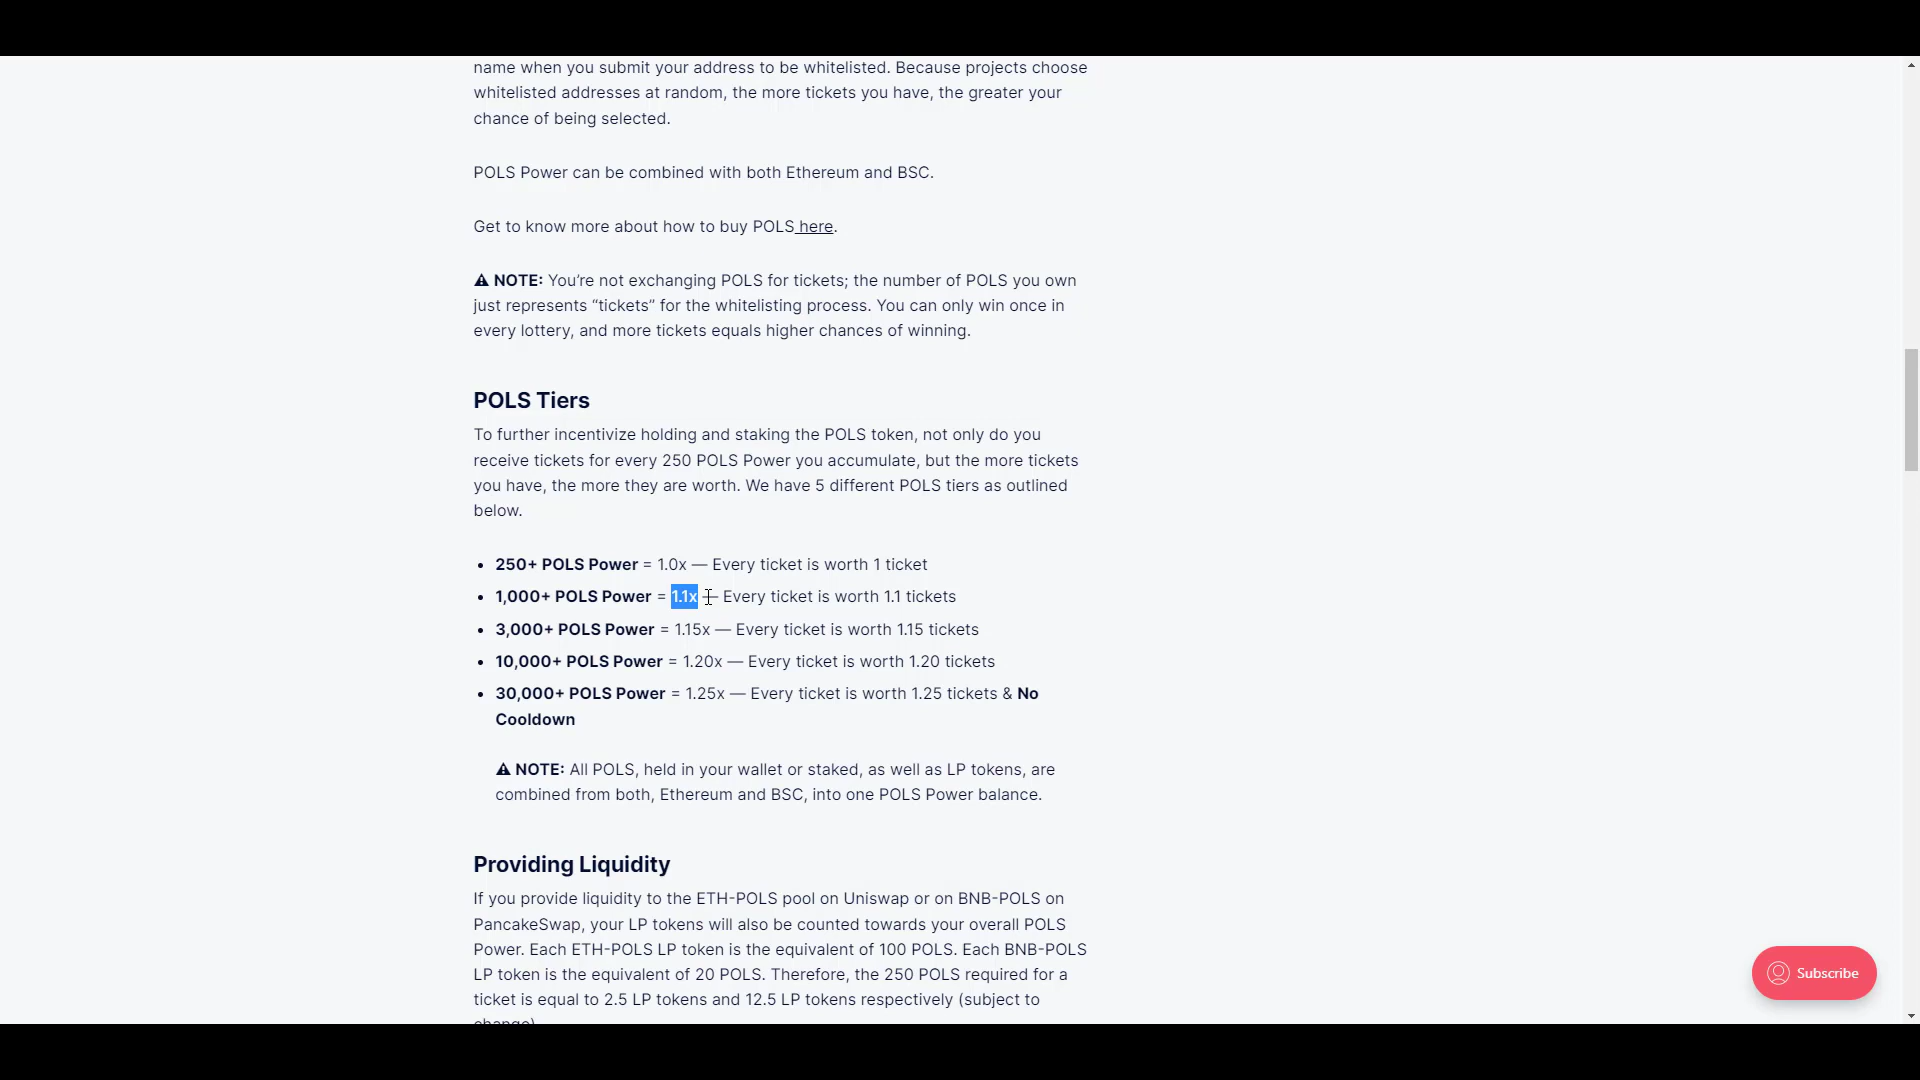 name when you submit your address to be whitelisted. Because projects choose
whitelisted addresses at random, the more tickets you have, the greater your
chance of being selected.
POLS Power can be combined with both Ethereum and BSC.
Get to know more about how to buy POLS here.
⚠ NOTE: You’re not exchanging POLS for tickets; the number of POLS you own
just represents “tickets” for the whitelisting process. You can only win once in
every lottery, and more tickets equals higher chances of winning.
POLS Tiers
To further incentivize holding and staking the POLS token, not only do you
receive tickets for every 250 POLS Power you accumulate, but the more tickets
you have, the more they are worth. We have 5 different POLS tiers as outlined
below.
• 250+ POLS Power = 1.0x — Every ticket is worth 1 ticket
• 1,000+ POLS Power = 1.1x — Every ticket is worth 1.1 tickets
• 3,000+ POLS Power = 1.15x — Every ticket is worth 1.15 tickets
• 10,000+ POLS Power = 1.20x — Every ticket is worth 1.20 tickets
• 30,000+ POLS Power = 1.25x — Every ticket is worth 1.25 tickets & No
Cooldown
⚠ NOTE: All POLS, held in your wallet or staked, as well as LP tokens, are
combined from both, Ethereum and BSC, into one POLS Power balance.
Providing Liquidity
If you provide liquidity to the ETH-POLS pool on Uniswap or on BNB-POLS on
PancakeSwap, your LP tokens will also be counted towards your overall POLS
Power. Each ETH-POLS LP token is the equivalent of 100 POLS. Each BNB-POLS
LP token is the equivalent of 20 POLS. Therefore, the 250 POLS required for a
ticket is equal to 2.5 LP tokens and 12.5 LP tokens respectively (subject to
change)
Subscribe